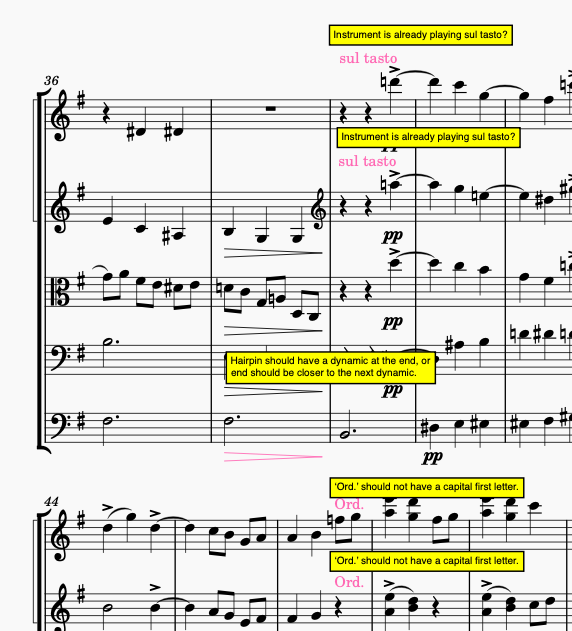 Instrument is already playing sul tasto?
sul tasto
36
Instrument is already playing sul tasto?
sul tasto
pp
pp
Hairpin should have a dynamic at the end, or
end should be closer to the next dynamic.
pp
pp
'Ord.' should not have a capital first letter.
44
Ord.
'Ord.' should not have a capital first letter.
Ord.